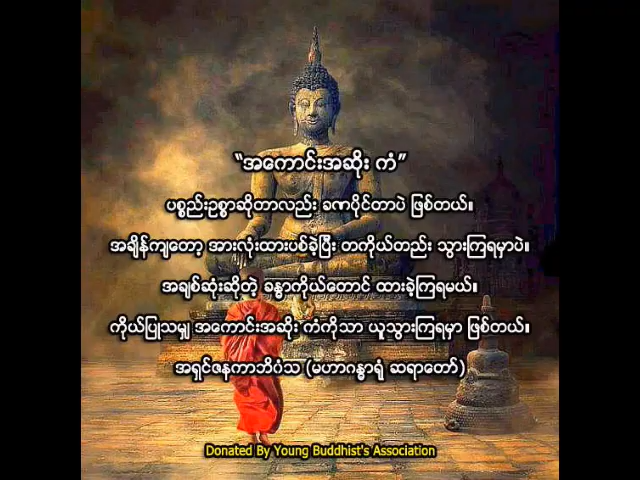 “အကောင်းအဆိုး ကံ”
ပစ္စည်းဥစ္စာဆိုတာလည်း ခဏပိုင်တာပဲ ဖြစ်တယ်။
အချိန်ကျတော့ အားလုံးထားပစ်ခဲ့ပြီး တကိုယ်တည်း သွားကြရမှာပဲ။
အချစ်ဆုံးဆိုတဲ့ ခန္ဓာကိုယ်တောင် ထားခဲ့ကြရမယ်။
ကိုယ်ပြုသမျှ အကောင်းအဆိုး ကံကိုသာ ယူသွားကြရမှာ ဖြစ်တယ်။
အရှင်ဇနကာဘိဝံသ (မဟာဂန္ဓာရုံ ဆရာတော်)
Donated By Young Buddhist's Association